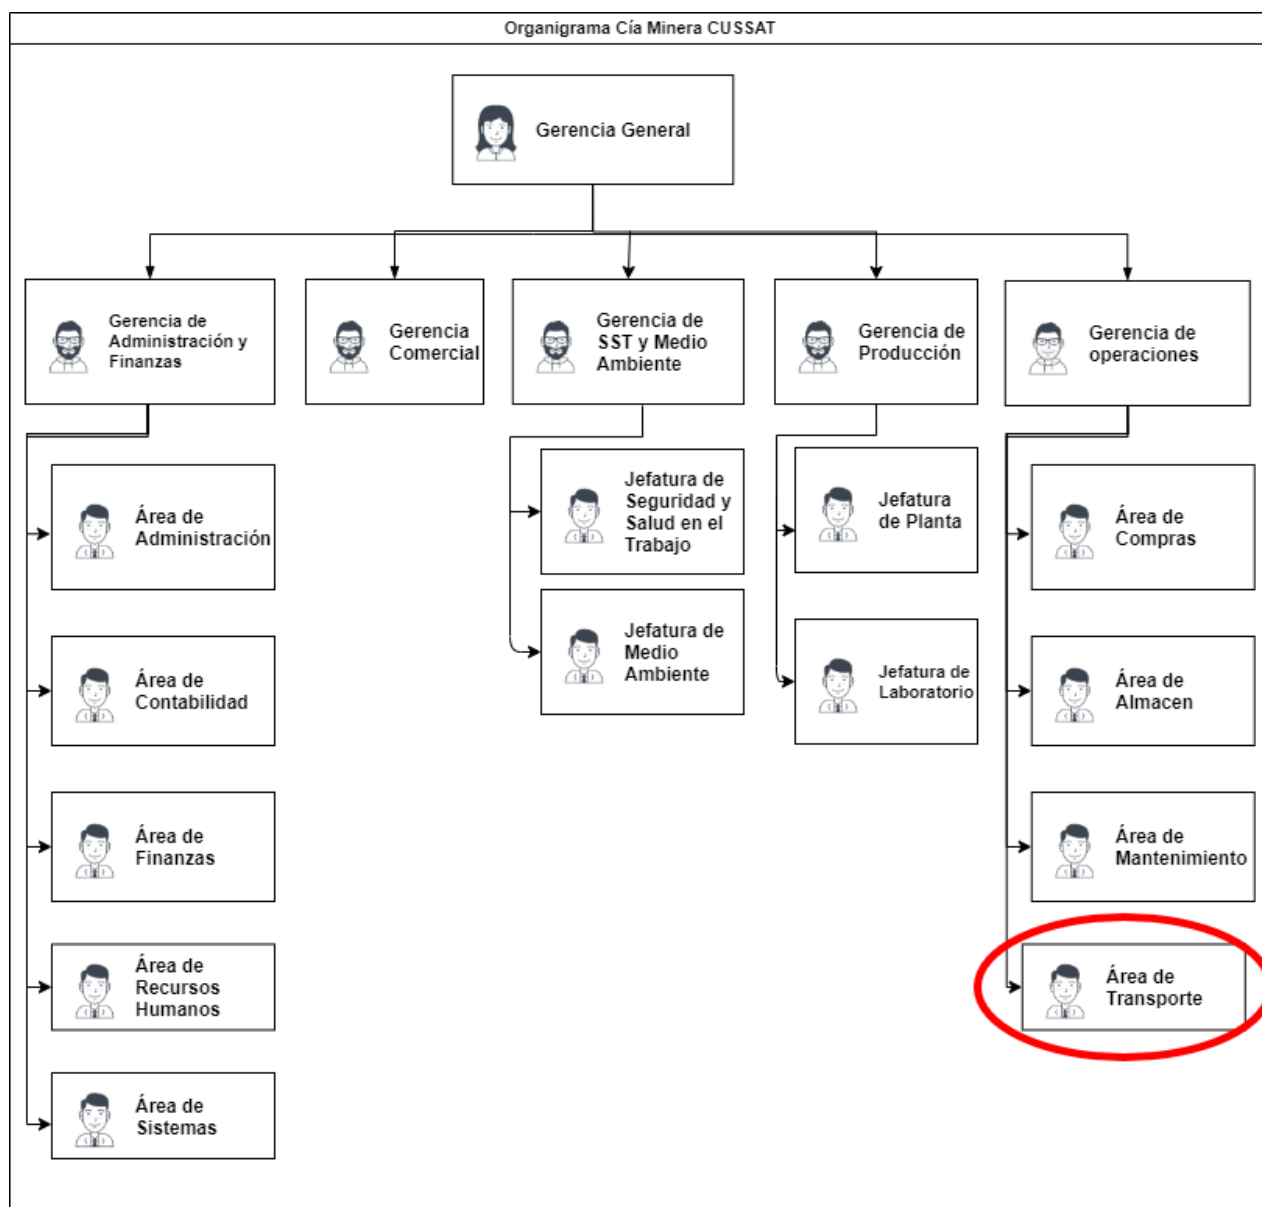 Organigrama Cía Minera CUSSAT
Gerencia General
Gerencia de
Administración y
Finanzas
Gerencia
Comercial
Gerencia de
SST y Medio
Ambiente
Gerencia de
Producción
Gerencia de
operaciones
Área de
Administración
Área de
Contabilidad
Área de
Finanzas
Área de
Recursos
Humanos
Área de
Sistemas
Jefatura de
Seguridad y
Salud en el
Trabajo
Jefatura de
Medio
Ambiente
Jefatura
de Planta
Jefatura de
Laboratorio
Área de
Compras
Área de
Almacen
Área de
Mantenimiento
Área de
Transporte